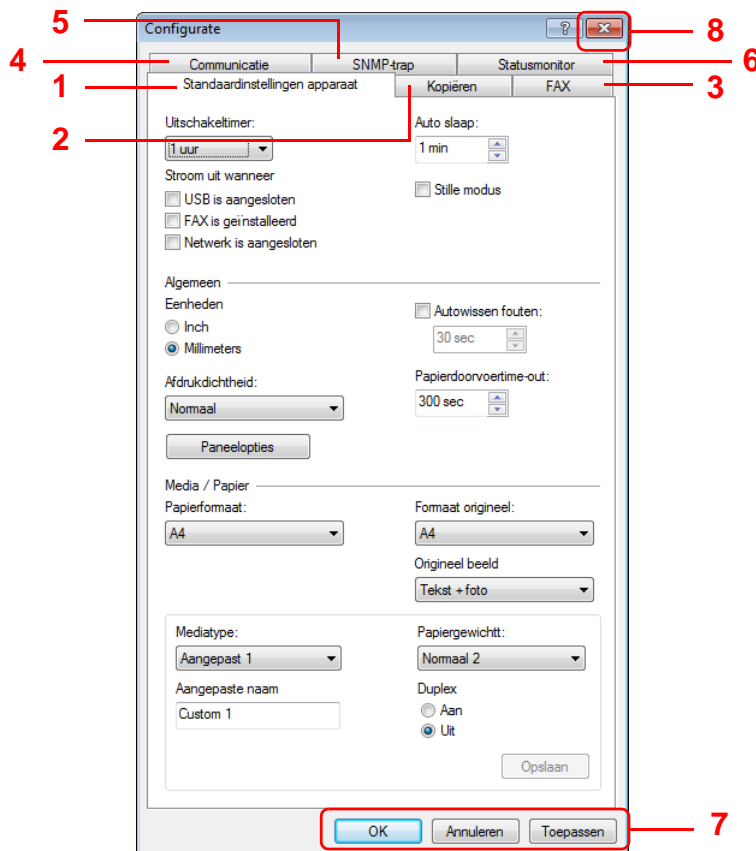 5
Configurate
?
8
4
Communicatie
SNMP-trap
Statusmonitor
6
1
Standaardinstellingen apparaat
Kopiëren
FAX
3
2
Uitschakeltimer:
1 uur
Auto slaap:
1 min
Stroom uit wanneer
USB is aangesloten
FAX is geïnstalleerd
Netwerk is aangesloten
Stille modus
Algemeen
Eenheden
Inch
Millimeters
Autowissen fouten:
30 sec
Afdrukdichtheid:
Normaal
Papierdoorvoertime-out:
300 sec
Paneelopties
Media / Papier
Papierformaat:
A4
Formaat origineel:
A4
Origineel beeld
Tekst + foto
Mediatype:
Aangepast 1
Papiergewichtt:
Normaal 2
Aangepaste naam
Custom 1
Duplex
Aan
Uit
Opslaan
OK
Annuleren
Toepassen
7